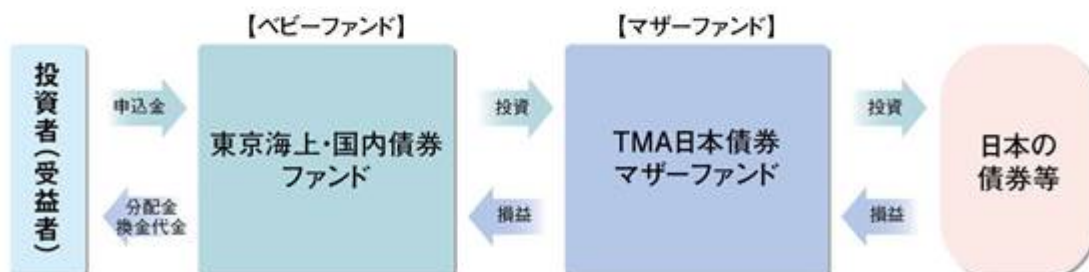 【ベビーファンド】
【マザーファンド】
投資者(受益者)
申込金
分配金
換金代金
東京海上・国内債券
ファンド
投資
損益
TMA日本債券
マザーファンド
投資
損益
日本の
債券等